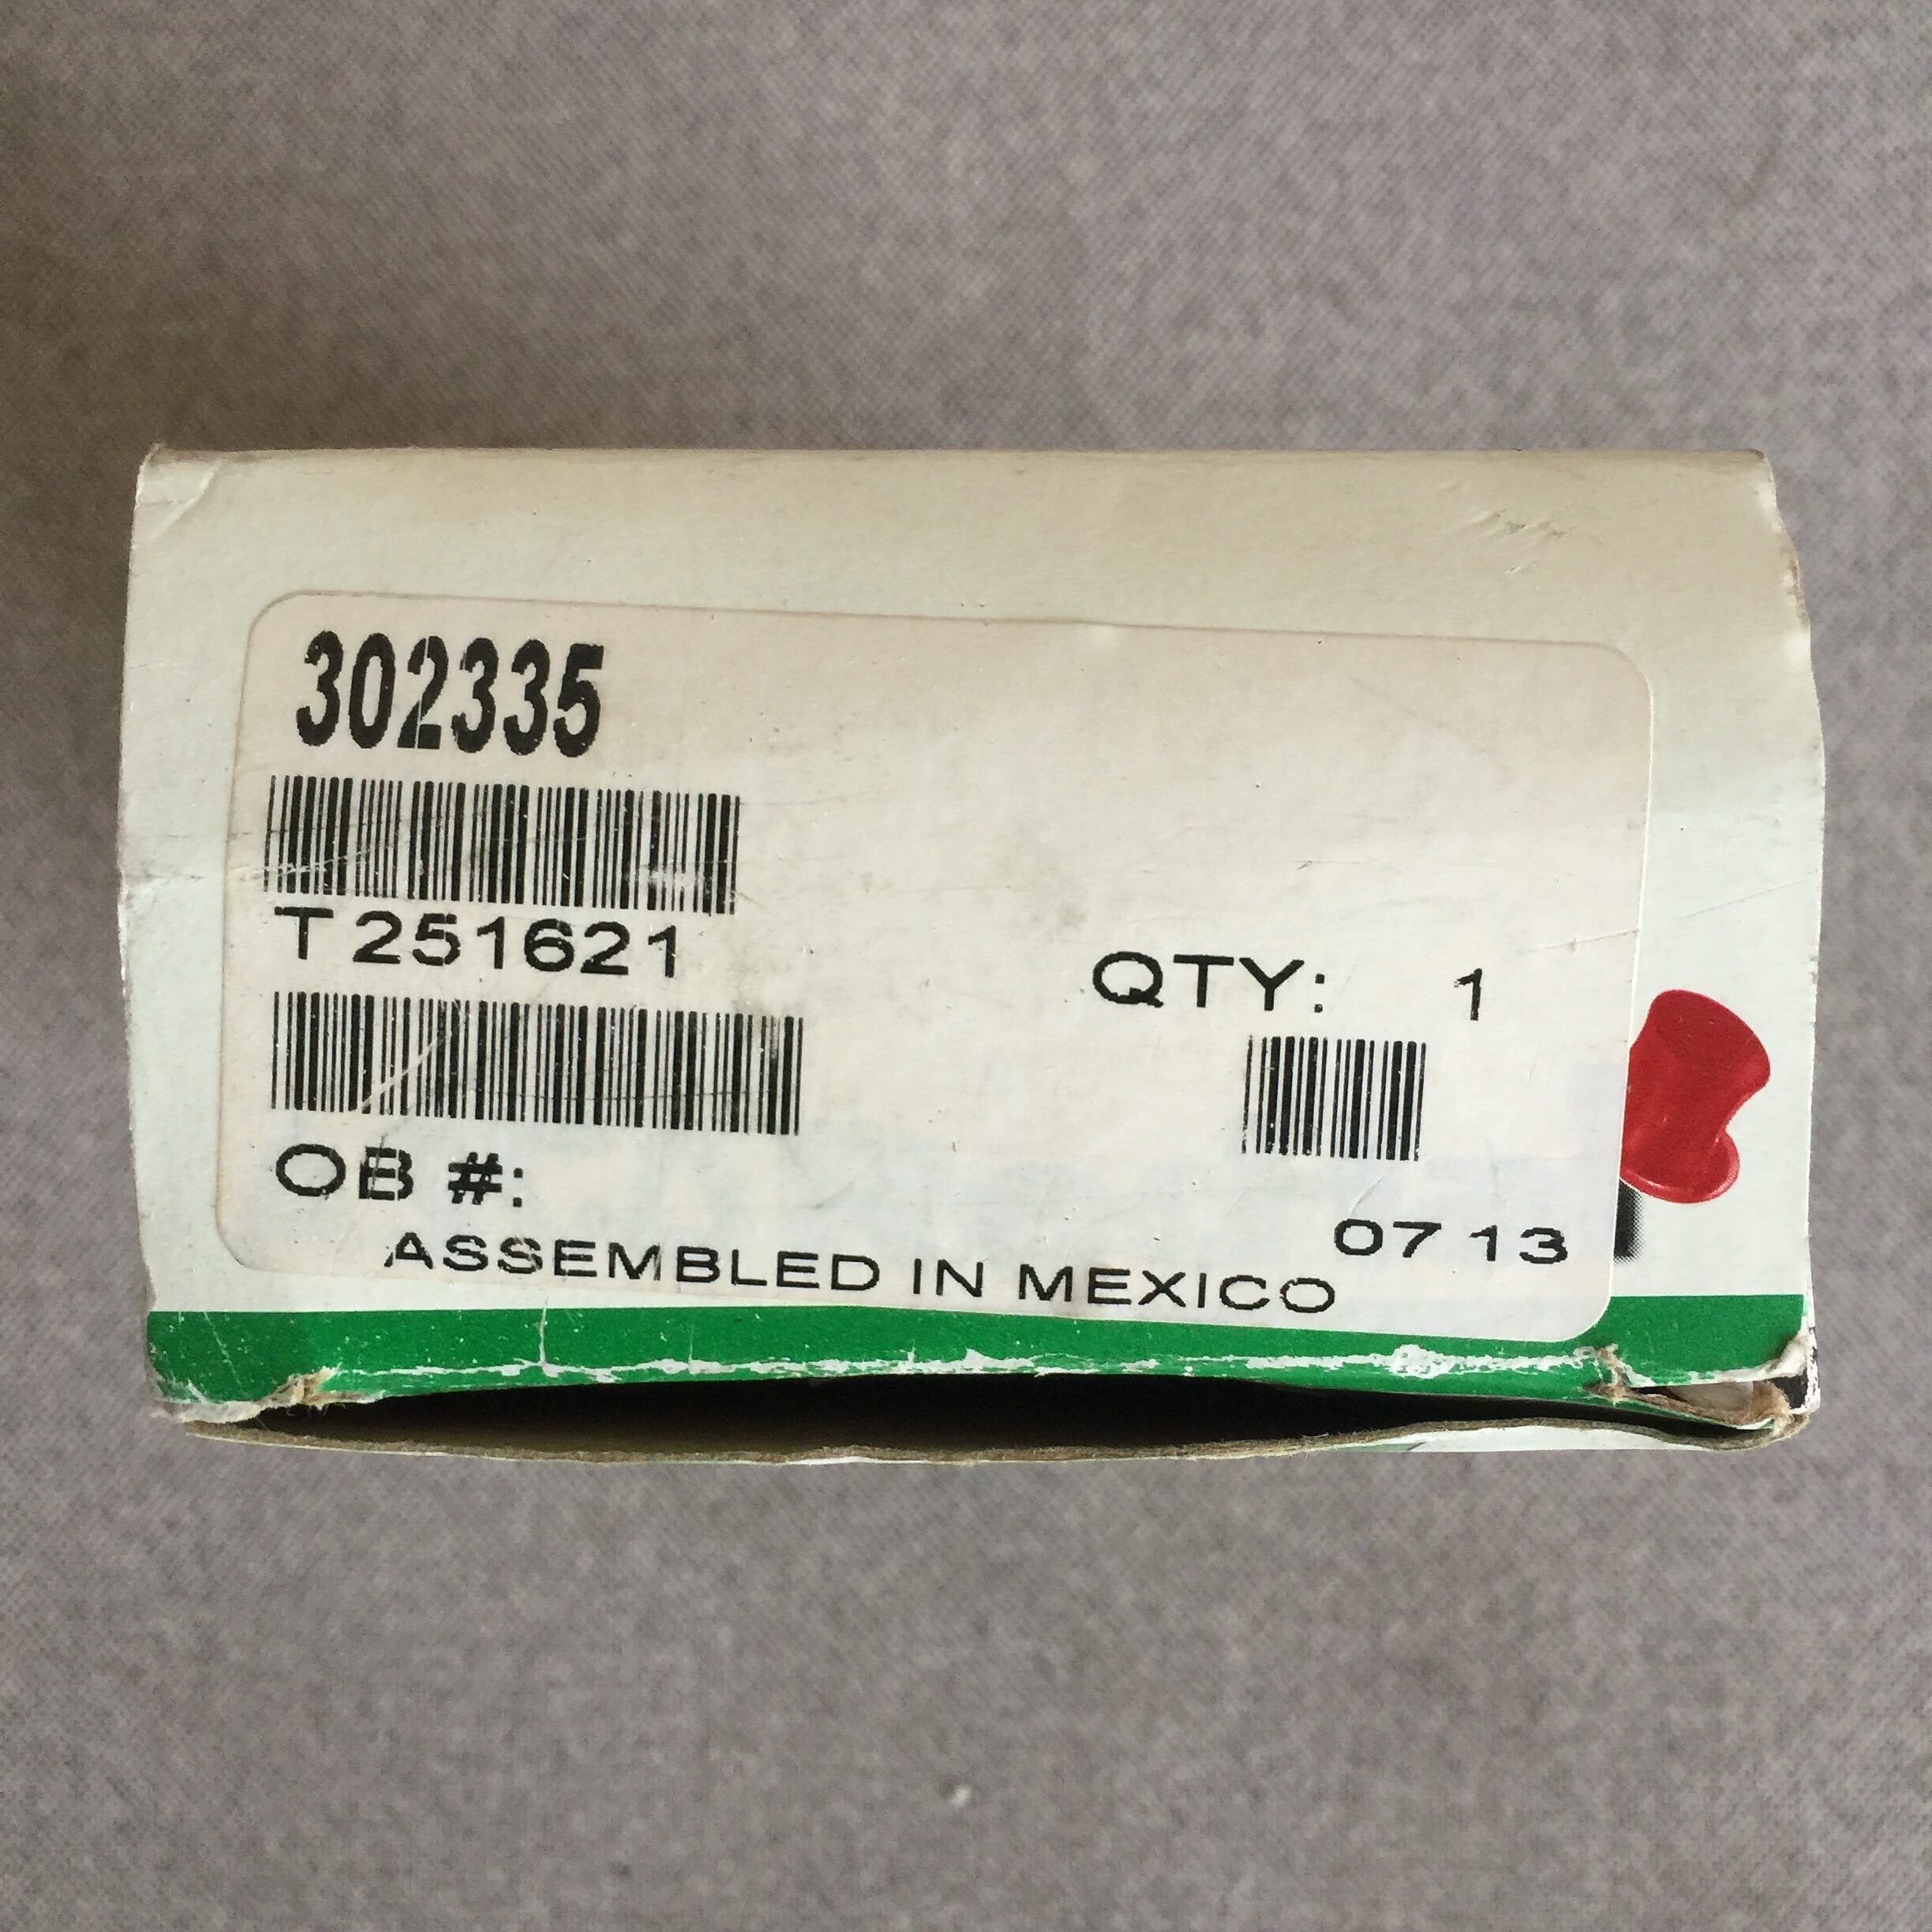 302335
T 251621
QTY: 1
OB #:
07 13
ASSEMBLED IN MEXICO